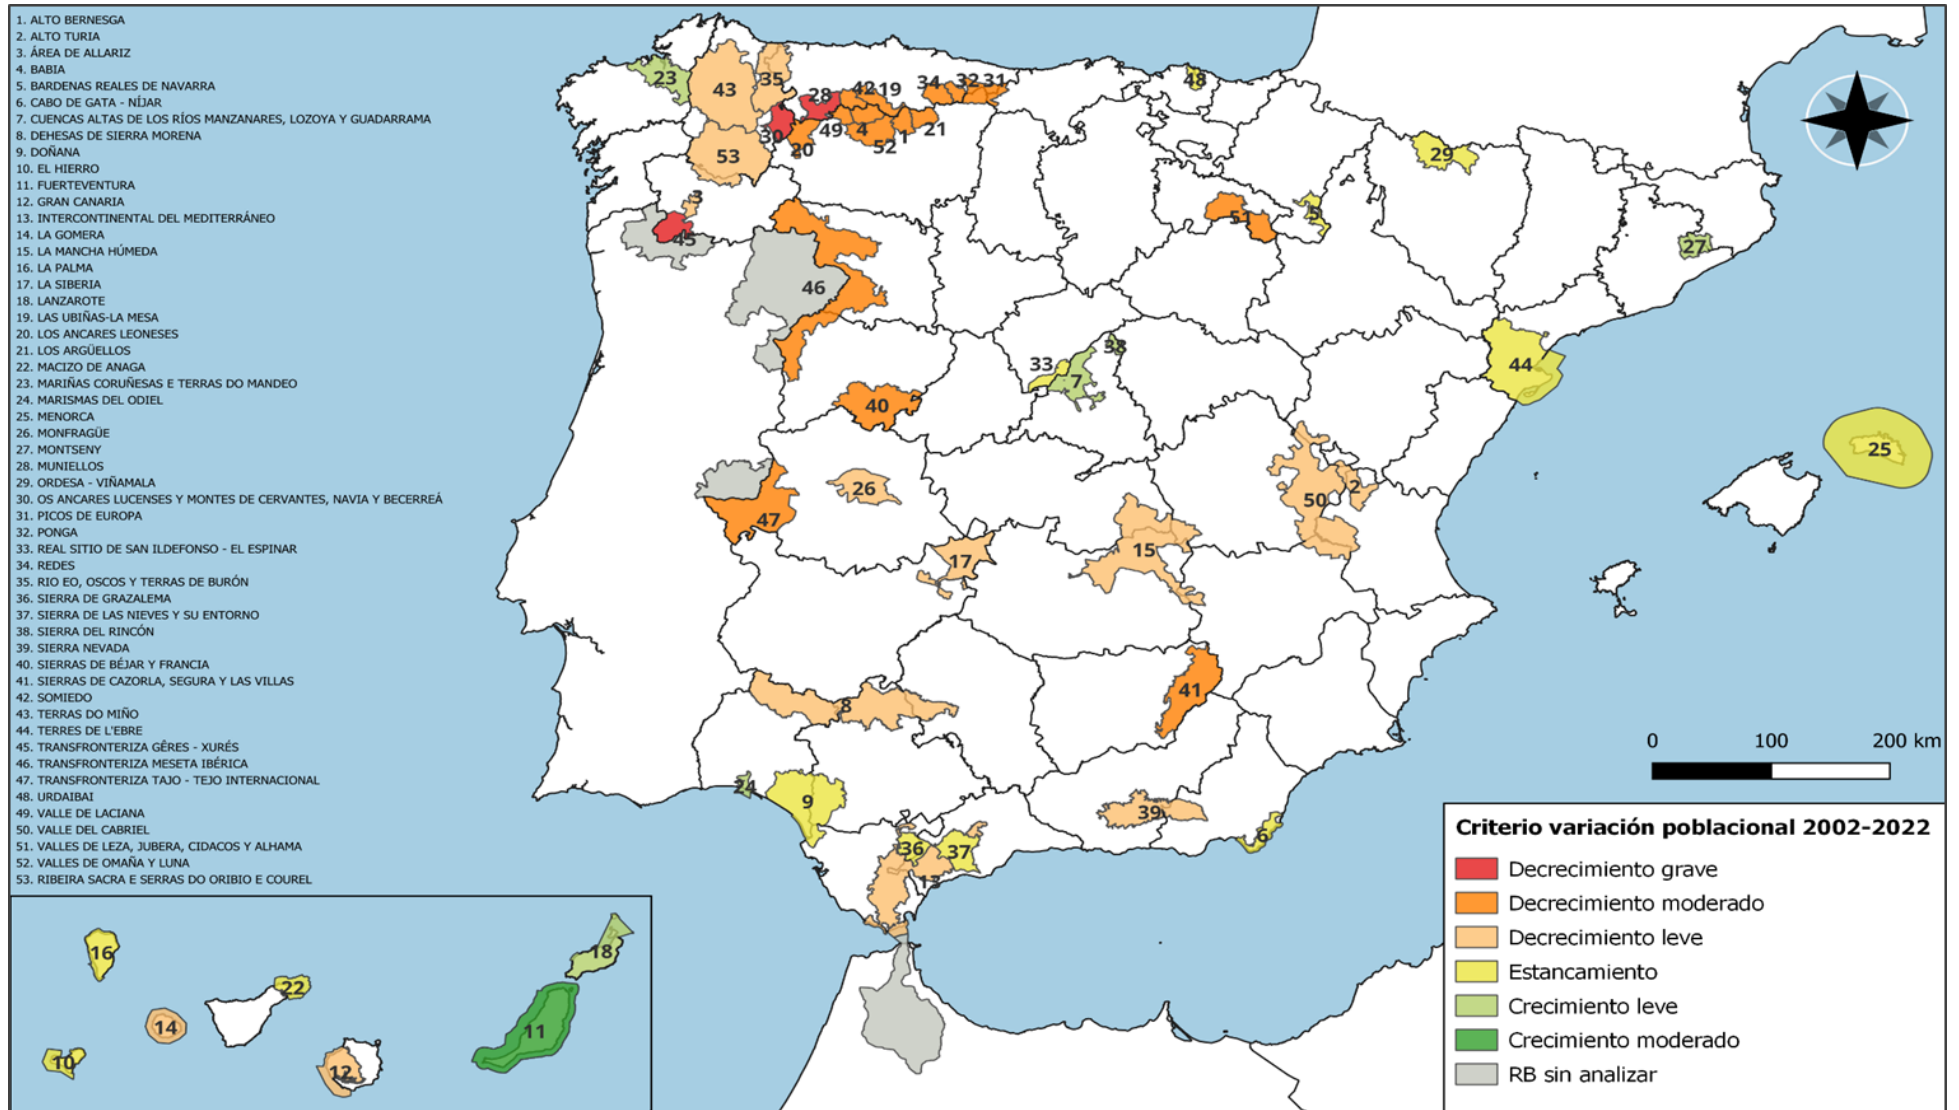 1. ALTO BERNESGA
2. ALTO TURIA
3. ÁREA DE ALLARIZ
4. BABIA
5. BARDENAS REALES DE NAVARRA
6. CABO DE GATA - NÍJAR
7. CUENCAS ALTAS DE LOS RÍOS MANZANARES, LOZOYA Y GUADARRAMA
8. DEHESAS DE SIERRA MORENA
9. DOÑANA
10. EL HIERRO
11. FUERTEVENTURA
12. GRAN CANARIA
13. INTERCONTINENTAL DEL MEDITERRÁNEO
14. LA GOMERA
15. LA MANCHA HÚMEDA
16. LA PALMA
17. LA SIBERIA
18. LANZAROTE
19. LAS UBIÑAS-LA MESA
20. LOS ANCARES LEONESES
21. LOS ARGÜELLOS
22. MACIZO DE ANAGA
23. MARIÑAS CORUÑESAS E TERRAS DO MANDEO
24. MARISMAS DEL ODIEL
25. MENORCA
26. MONFRAGÜE
27. MONTSENY
28. MUNIELLOS
29. ORDESA - VIÑAMALA
30. OS ANCARES LUCENSES Y MONTES DE CERVANTES, NAVIA Y BECERREÁ
31. PICOS DE EUROPA
32. PONGA
33. REAL SITIO DE SAN ILDEFONSO - EL ESPINAR
34. REDES
35. RIO EO, OSCOS Y TERRAS DE BURÓN
36. SIERRA DE GRAZALEMA
37. SIERRA DE LAS NIEVES Y SU ENTORNO
38. SIERRA DEL RINCÓN
39. SIERRA NEVADA
40. SIERRAS DE BÉJAR Y FRANCIA
41. SIERRAS DE CAZORLA, SEGURA Y LAS VILLAS
42. SOMIEDO
43. TERRAS DO MIÑO
44. TERRES DE L'EBRE
45. TRANSFRONTERIZA GÊRES - XURÉS
46. TRANSFRONTERIZA MESETA IBÉRICA
47. TRANSFRONTERIZA TAJO - TEJO INTERNACIONAL
48. URDAIBAI
49. VALLE DE LACIANA
50. VALLE DEL CABRIEL
51. VALLES DE LEZA, JUBERA, CIDACOS Y ALHAMA
52. VALLES DE OMAÑA Y LUNA
53. RIBEIRA SACRA E SERRAS DO ORIBIO E COUREL
23
43
35
28
42
19
34
32
31
48
30
20
49
4
52
1
21
53
29
3
45
51
5
27
46
33
38
7
44
40
25
26
47
50
2
17
15
8
41
24
9
39
6
36
37
13
16
22
18
14
11
10
12
0 100 200 km
Criterio variación poblacional 2002-2022
Decrecimiento grave
Decrecimiento moderado
Decrecimiento leve
Estancamiento
Crecimiento leve
Crecimiento moderado
RB sin analizar